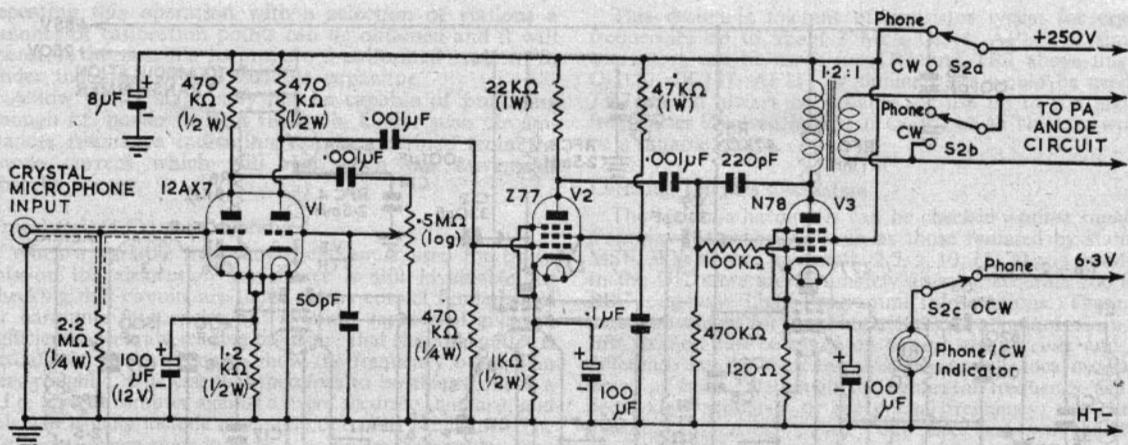 Phone
+250V
CW
S2a
8µF
470
KΩ
(½W)
470
KΩ
(½W)
·001µF
22KΩ
(1W)
47KΩ
(1W)
1·2:1
TO PA
ANODE
CIRCUIT
Phone
CW
S2b
CRYSTAL
MICROPHONE
INPUT
12AX7
V1
·001µF
·5MΩ
(log)
Z77
V2
·001µF
220pF
N78
V3
100KΩ
Phone
6·3V
S2c
CW
50pF
2·2
MΩ
(¼W)
100
µF
(12V)
1·2
KΩ
(½W)
470
KΩ
(¼W)
1KΩ
(½W)
100
µF
·1µF
470KΩ
120Ω
100
µF
Phone/CW
Indicator
HT-